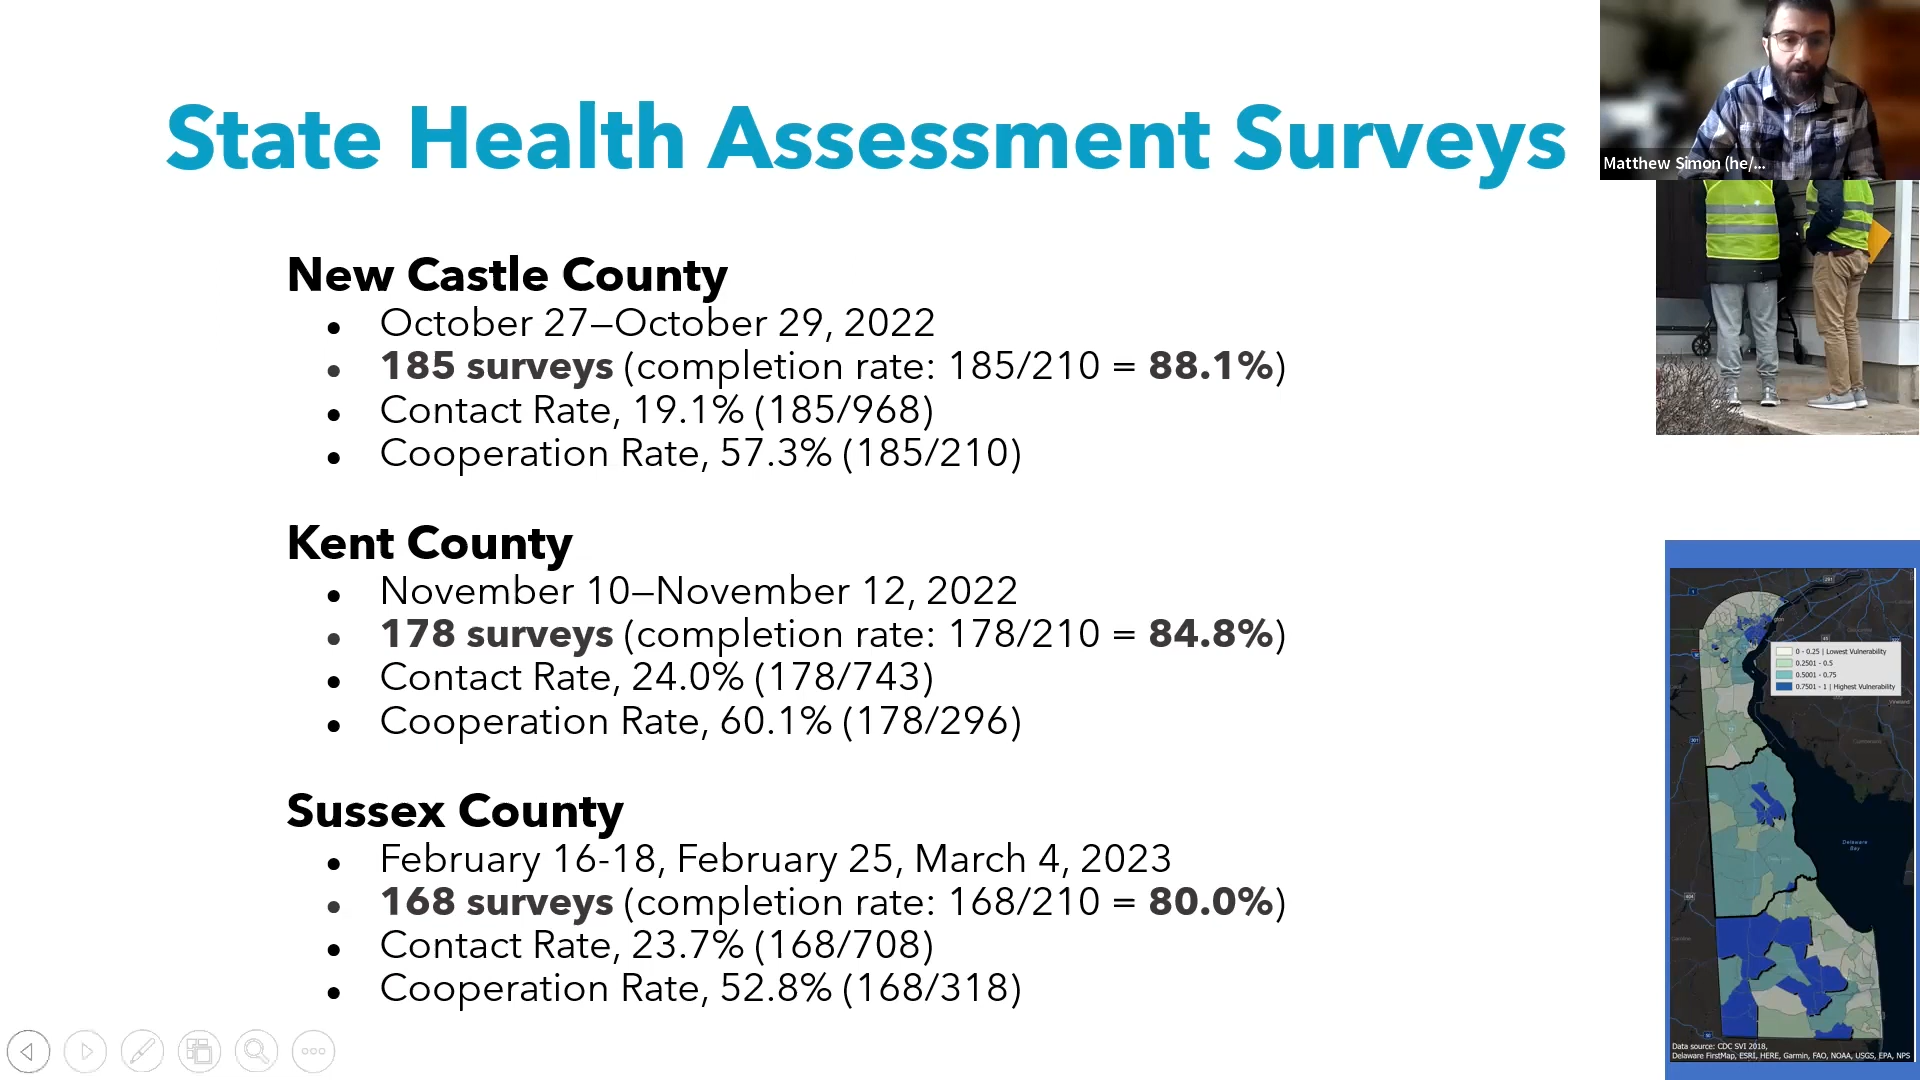 State Health Assessment Surveys
Matthew Simon (he/...
New Castle County
• October 27–October 29, 2022
• 185 surveys (completion rate: 185/210 = 88.1%)
• Contact Rate, 19.1% (185/968)
• Cooperation Rate, 57.3% (185/210)
Kent County
• November 10–November 12, 2022
• 178 surveys (completion rate: 178/210 = 84.8%)
• Contact Rate, 24.0% (178/743)
• Cooperation Rate, 60.1% (178/296)
Sussex County
• February 16-18, February 25, March 4, 2023
• 168 surveys (completion rate: 168/210 = 80.0%)
• Contact Rate, 23.7% (168/708)
• Cooperation Rate, 52.8% (168/318)
0 - 0.25 | Lowest Vulnerability
0.2501 - 0.5
0.5001 - 0.75
0.7501 - 1 | Highest Vulnerability
Delaware
Bay
Data source: CDC SVI 2018,
Delaware FirstMap, ESRI, HERE, Garmin, FAO, NOAA, USGS, EPA, NPS